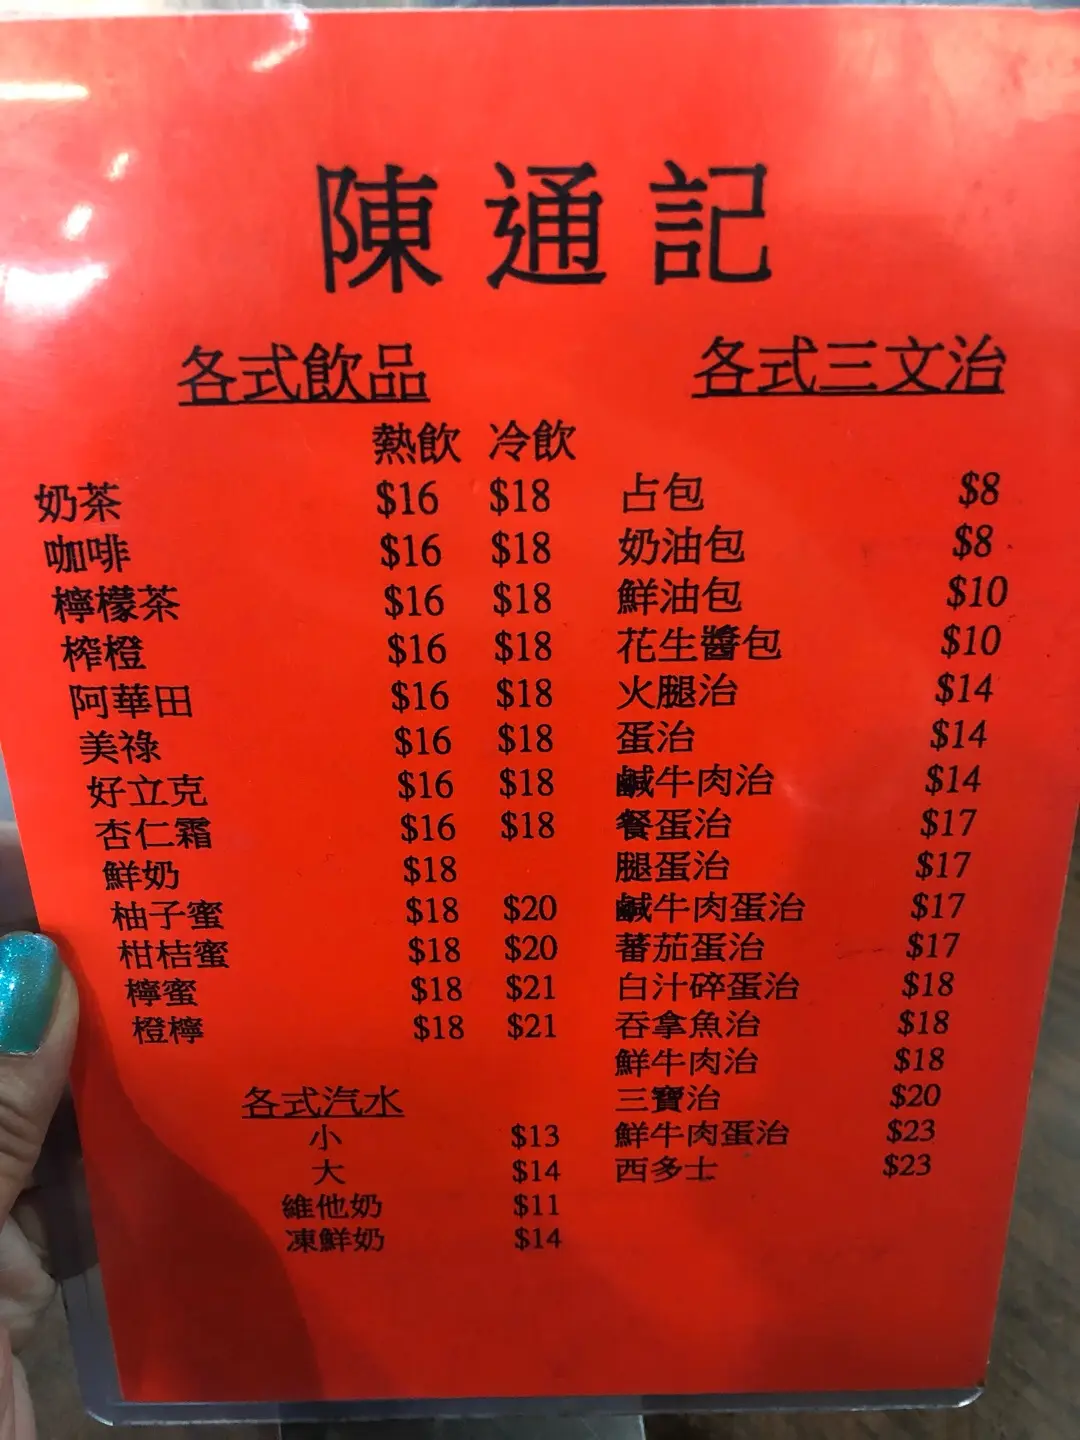 陳通記
各式飲品
熱飲 冷飲
奶茶 $16 $18
咖啡 $16 $18
檸檬茶 $16 $18
榨橙 $16 $18
阿華田 $16 $18
美祿 $16 $18
好立克 $16 $18
杏仁霜 $16 $18
鮮奶 $18
柚子蜜 $18 $20
柑桔蜜 $18 $20
檸蜜 $18 $21
橙檸 $18 $21
各式汽水
小 $13
大 $14
維他奶 $11
凍鮮奶 $14
各式三文治
占包 $8
奶油包 $8
鮮油包 $10
花生醬包 $10
火腿治 $14
蛋治 $14
鹹牛肉治 $14
餐蛋治 $17
腿蛋治 $17
鹹牛肉蛋治 $17
蕃茄蛋治 $17
白汁碎蛋治 $18
吞拿魚治 $18
鮮牛肉治 $18
三寶治 $20
鮮牛肉蛋治 $23
西多士 $23